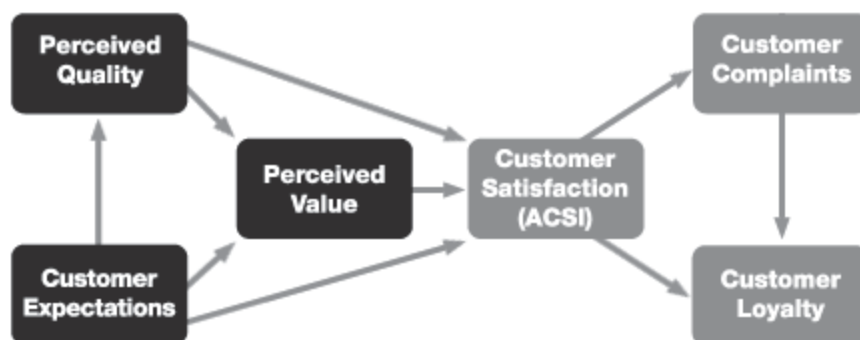 Perceived
Quality
Customer
Complaints
Perceived
Value
Customer
Satisfaction
(ACSI)
Customer
Expectations
Customer
Loyalty